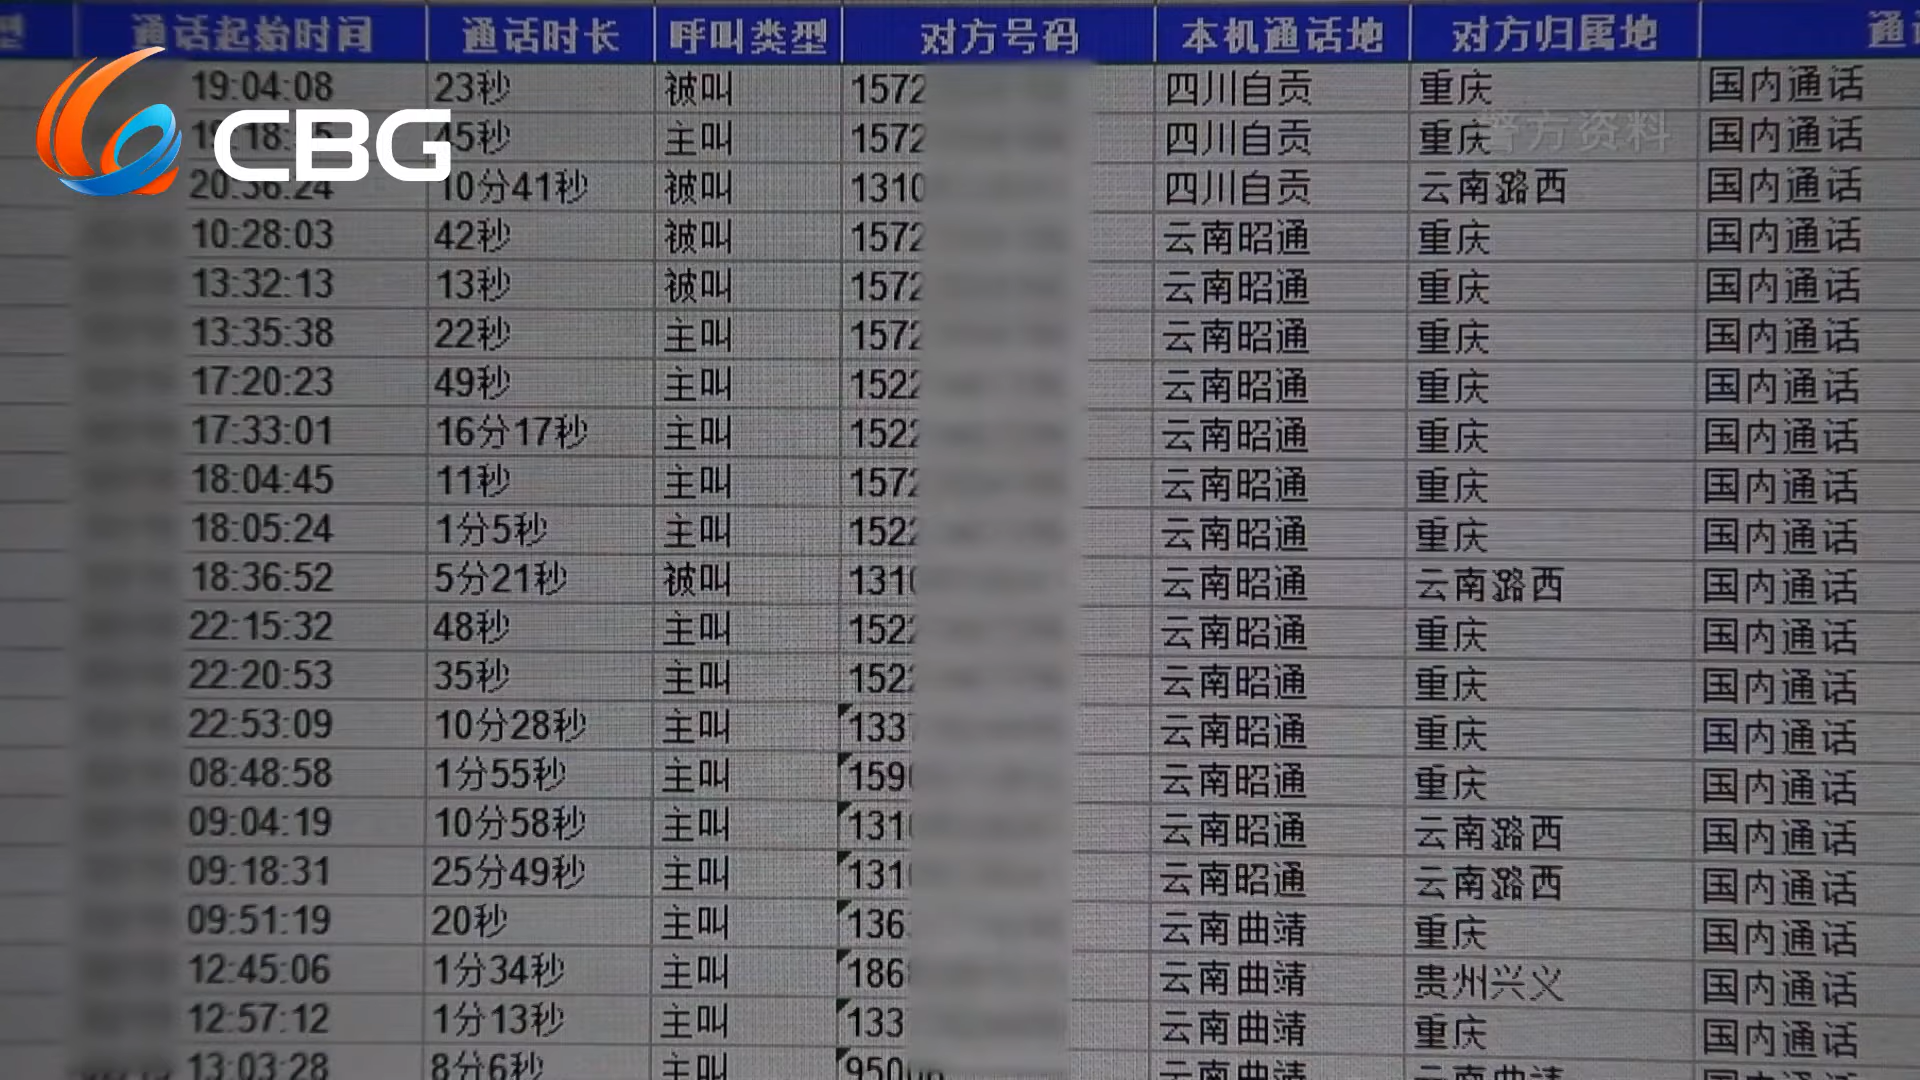 型 通话起始时间 通话时长 呼叫类型 对方号码 本机通话地 对方归属地
CBG
警方资料
19:04:08 23秒 被叫 1572 四川自贡 重庆 国内通话
45秒 主叫 1572 四川自贡 重庆 国内通话
20:36:24 10分41秒 被叫 1310 四川自贡 云南潞西 国内通话
10:28:03 42秒 被叫 1572 云南昭通 重庆 国内通话
13:32:13 13秒 被叫 1572 云南昭通 重庆 国内通话
13:35:38 22秒 主叫 1572 云南昭通 重庆 国内通话
17:20:23 49秒 主叫 1522 云南昭通 重庆 国内通话
17:33:01 16分17秒 主叫 1522 云南昭通 重庆 国内通话
18:04:45 11秒 主叫 1572 云南昭通 重庆 国内通话
18:05:24 1分5秒 主叫 1522 云南昭通 重庆 国内通话
18:36:52 5分21秒 被叫 1310 云南昭通 云南潞西 国内通话
22:15:32 48秒 主叫 1522 云南昭通 重庆 国内通话
22:20:53 35秒 主叫 1522 云南昭通 重庆 国内通话
22:53:09 10分28秒 主叫 1337 云南昭通 重庆 国内通话
08:48:58 1分55秒 主叫 1590 云南昭通 重庆 国内通话
09:04:19 10分58秒 主叫 1310 云南昭通 云南潞西 国内通话
09:18:31 25分49秒 主叫 1310 云南昭通 云南潞西 国内通话
09:51:19 20秒 主叫 136 云南曲靖 重庆 国内通话
12:45:06 1分34秒 主叫 186 云南曲靖 贵州兴义 国内通话
12:57:12 1分13秒 主叫 133 云南曲靖 重庆 国内通话
13:03:28 8分6秒 主叫 9500 云南曲靖 云南曲靖 国内通话